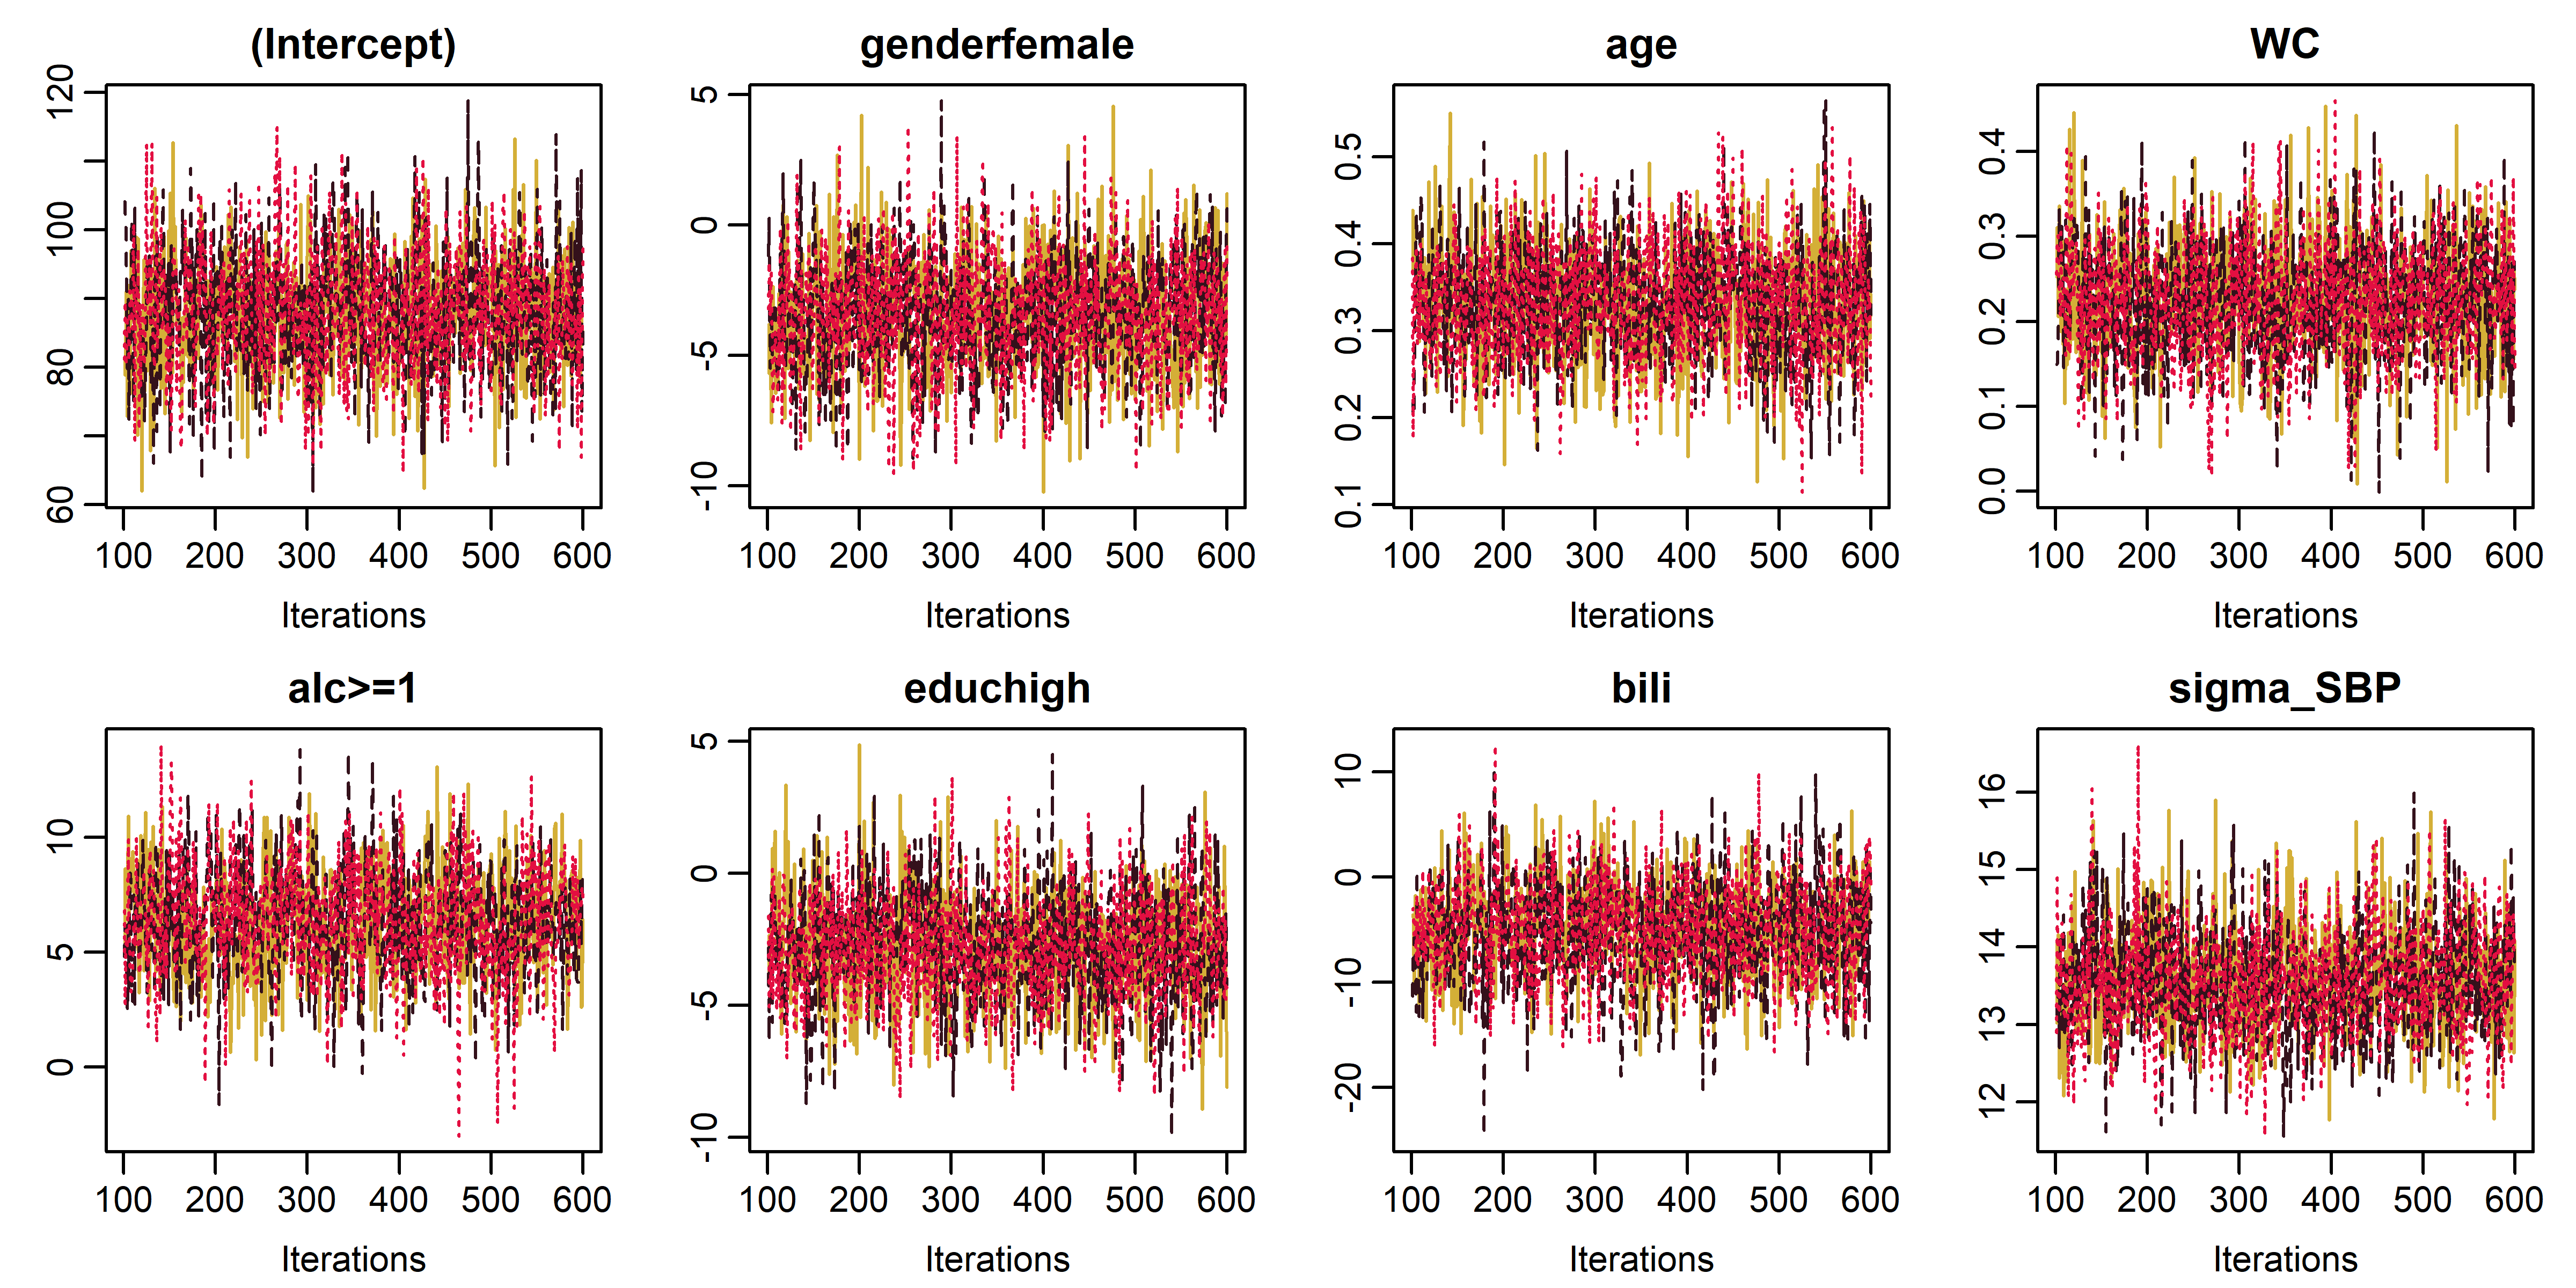 (Intercept) genderfemale age WC
120 100 80 60
5 0 -5 -10
0.5 0.4 0.3 0.2 0.1
0.4 0.3 0.2 0.1 0.0
100 200 300 400 500 600 100 200 300 400 500 600 100 200 300 400 500 600 100 200 300 400 500 600
Iterations Iterations Iterations Iterations
alc>=1 educhigh bili sigma_SBP
10 5 0
5 0 -5 -10
10 0 -10 -20
16 15 14 13 12
100 200 300 400 500 600 100 200 300 400 500 600 100 200 300 400 500 600 100 200 300 400 500 600
Iterations Iterations Iterations Iterations